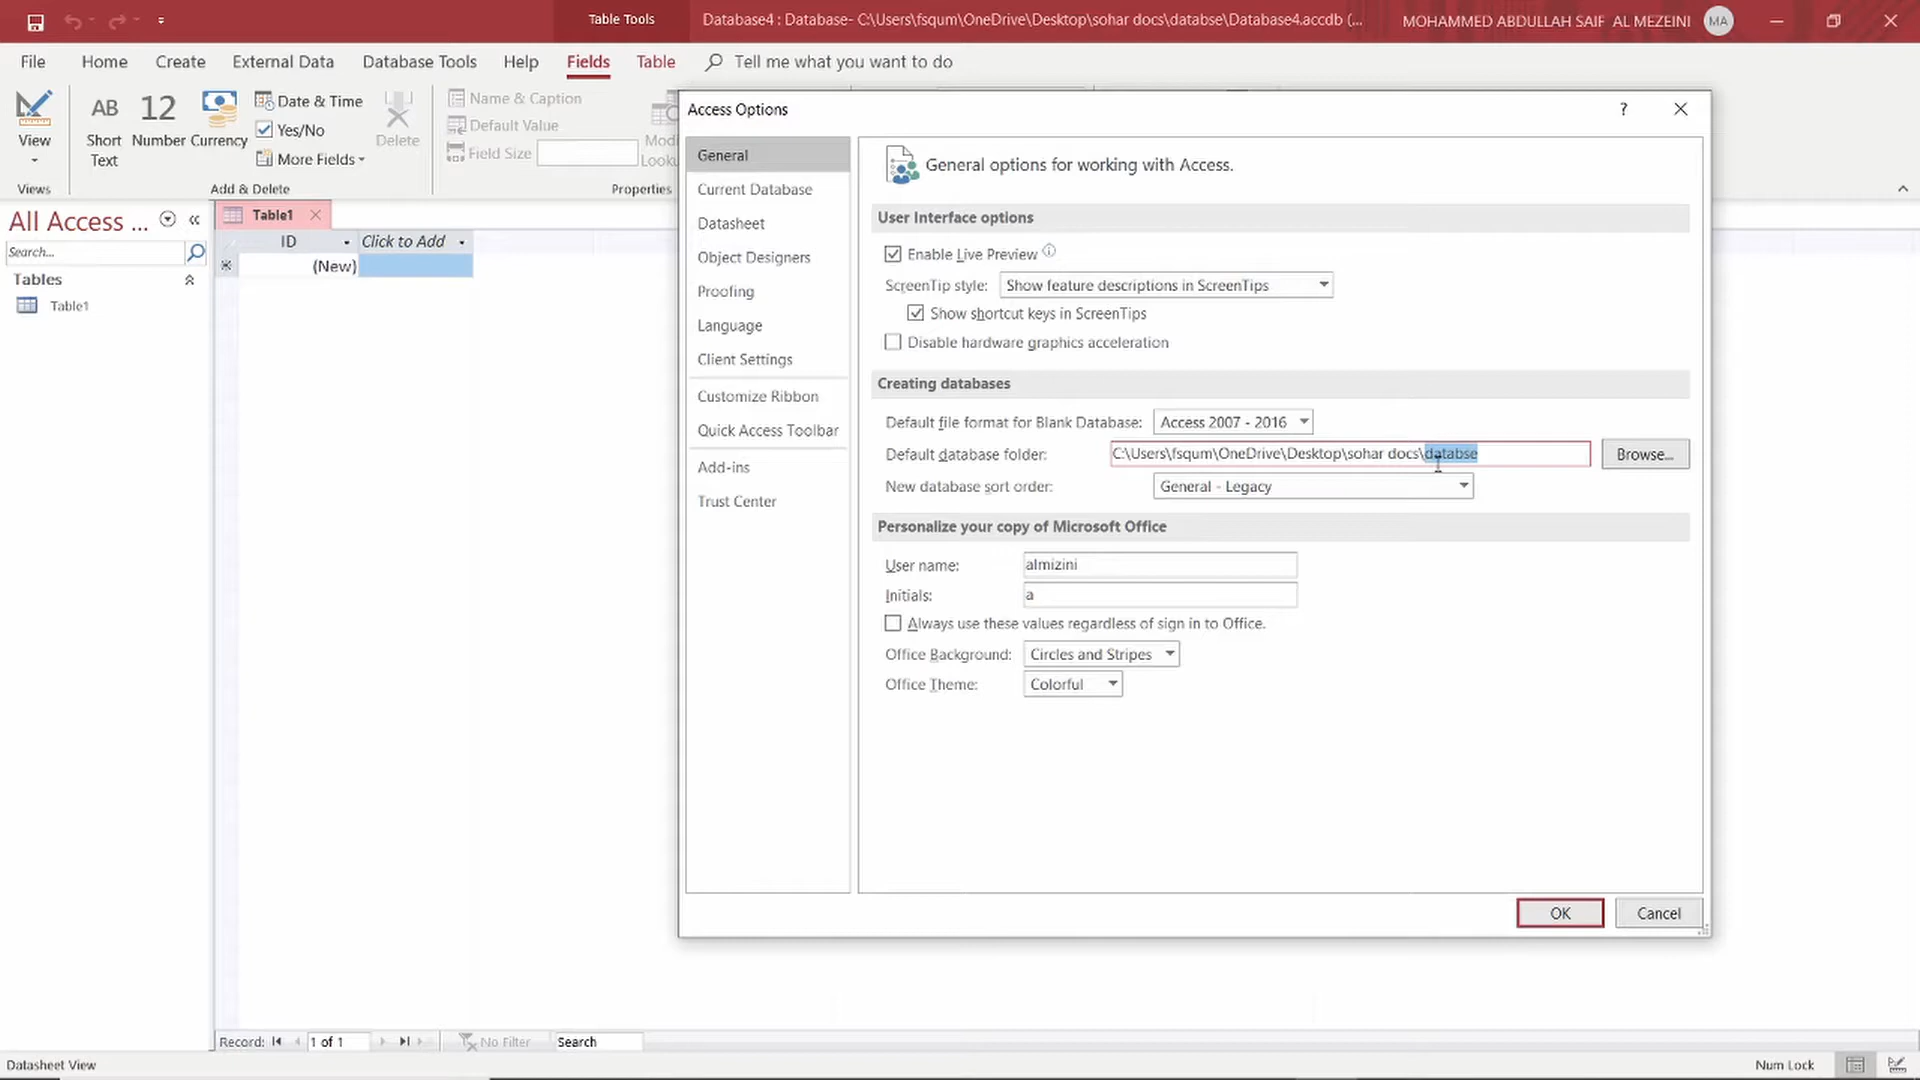 Table Tools
Database4 : Database- C:\Users\fsqum\OneDrive\Desktop\sohar docs\databse\Database4.accdb (...
MOHAMMED ABDULLAH SAIF AL MEZEINI
MA
File
Home
Create
External Data
Database Tools
Help
Fields
Table
Tell me what you want to do
View
Views
AB
Short
Text
12
Number
Currency
Date & Time
Yes/No
More Fields
Delete
Add & Delete
Name & Caption
Default Value
Field Size
Modi
Looku
Properties
All Access ...
Search...
Tables
Table1
Table1
ID
Click to Add
(New)
Access Options
?
General
Current Database
Datasheet
Object Designers
Proofing
Language
Client Settings
Customize Ribbon
Quick Access Toolbar
Add-ins
Trust Center
General options for working with Access.
User Interface options
Enable Live Preview
ScreenTip style: Show feature descriptions in ScreenTips
Show shortcut keys in ScreenTips
Disable hardware graphics acceleration
Creating databases
Default file format for Blank Database: Access 2007 - 2016
Default database folder: C:\Users\fsqum\OneDrive\Desktop\sohar docs\databse Browse...
New database sort order: General - Legacy
Personalize your copy of Microsoft Office
User name: almizini
Initials: a
Always use these values regardless of sign in to Office.
Office Background: Circles and Stripes
Office Theme: Colorful
OK
Cancel
Record: 1 of 1 No Filter Search
Datasheet View
Num Lock